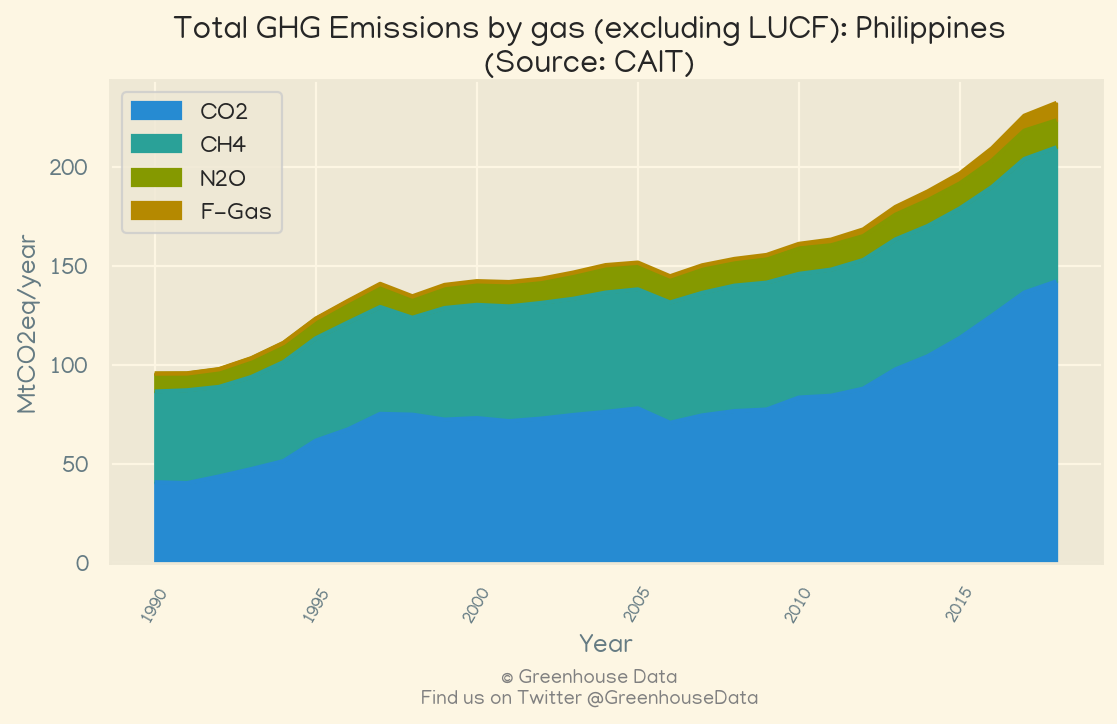 Total GHG Emissions by gas (excluding LUCF): Philippines
(Source: CAIT)
CO2
CH4
N2O
F-Gas
MtCO2eq/year
200
150
100
50
0
1990
1995
2000
2005
2010
2015
Year
© Greenhouse Data
Find us on Twitter @GreenhouseData